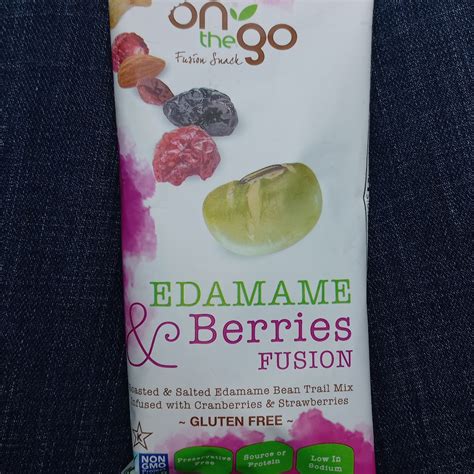 on
the go
Fusion Snack
EDAMAME
& Berries
FUSION
Roasted & Salted Edamame Bean Trail Mix
Infused with Cranberries & Strawberries
~ GLUTEN FREE ~
K
NON
GMO
Preservative Free
Source of Protein
Low In Sodium